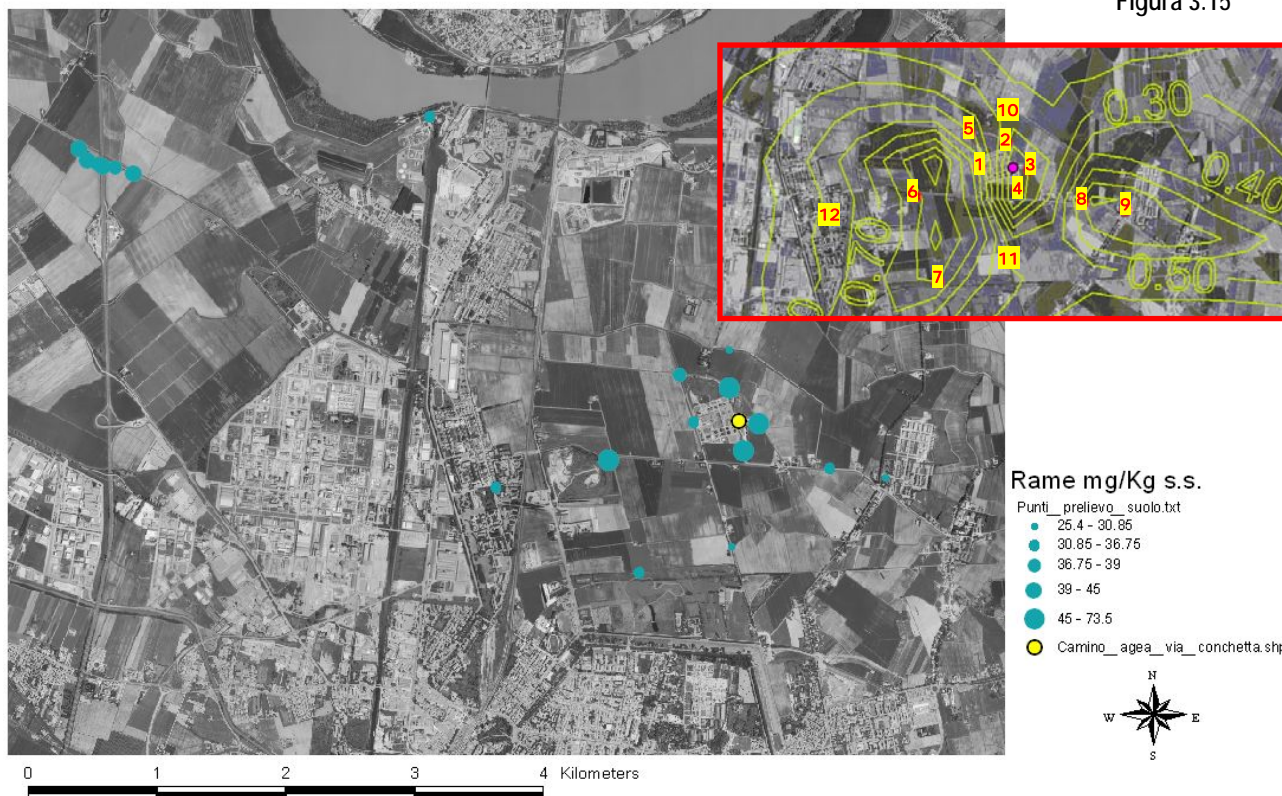 Figura 3.15
0.30
10
5
2
1
3
4
6
8
9
12
0.40
0.70
11
7
0.50
Rame mg/Kg s.s.
Punti__prelievo__suolo.txt
25.4 - 30.85
30.85 - 36.75
36.75 - 39
39 - 45
45 - 73.5
Camino__agea__via__conchetta.shp
N
W E
S
0 1 2 3 4 Kilometers